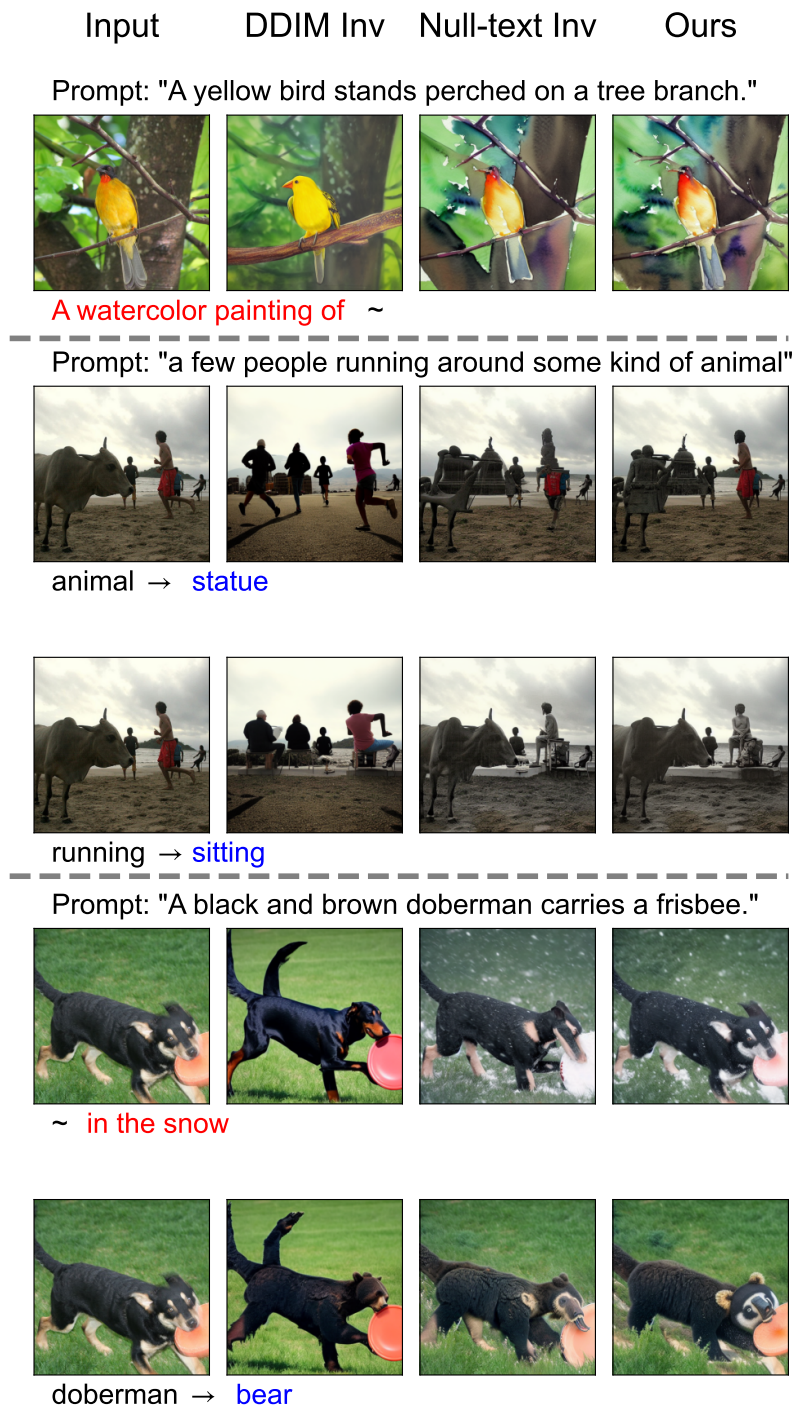 Input DDIM Inv Null-text Inv Ours
Prompt: "A yellow bird stands perched on a tree branch."
A watercolor painting of ~
Prompt: "a few people running around some kind of animal"
animal → statue
running → sitting
Prompt: "A black and brown doberman carries a frisbee."
~ in the snow
doberman → bear